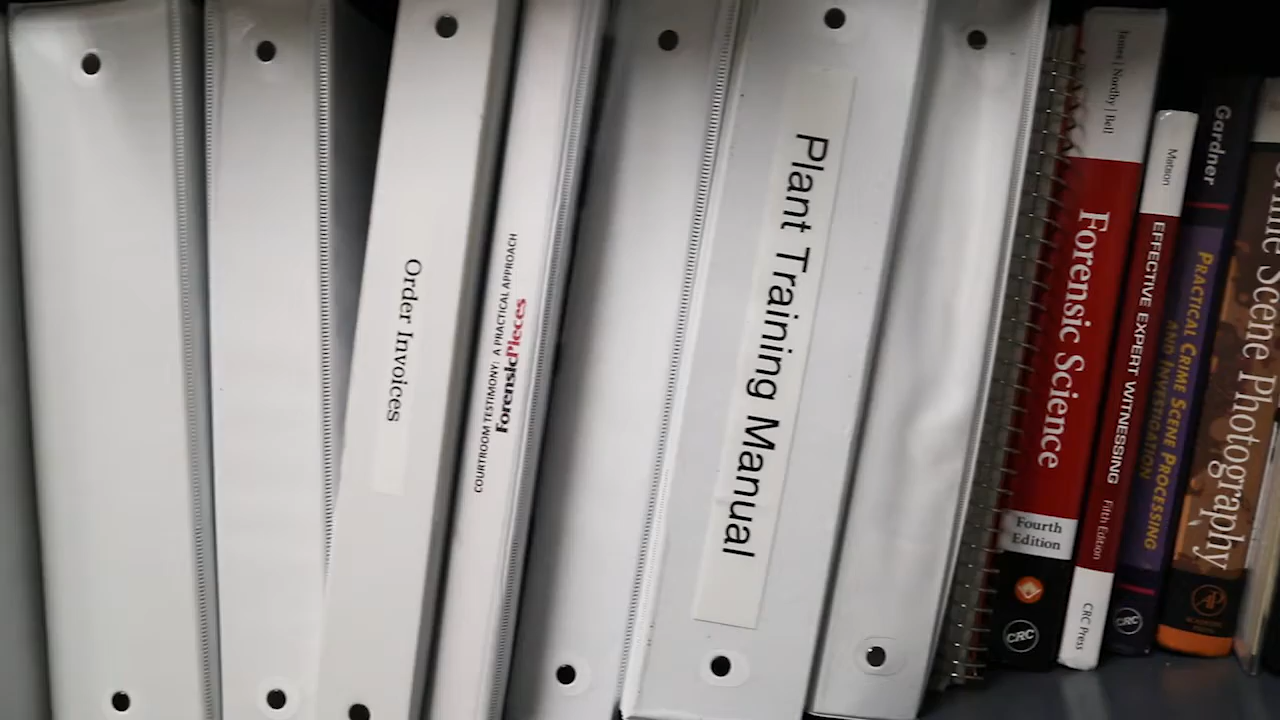 Order Invoices
COURTROOM TESTIMONY: A PRACTICAL APPROACH
ForensicPieces
Plant Training Manual
James | Nordby | Bell
Forensic Science
Fourth
Edition
CRC
Matson
EFFECTIVE EXPERT WITNESSING
Fifth Edition
CRC Press
Gardner
PRACTICAL CRIME SCENE PROCESSING
AND INVESTIGATION
CRC
Scene Photography
AP